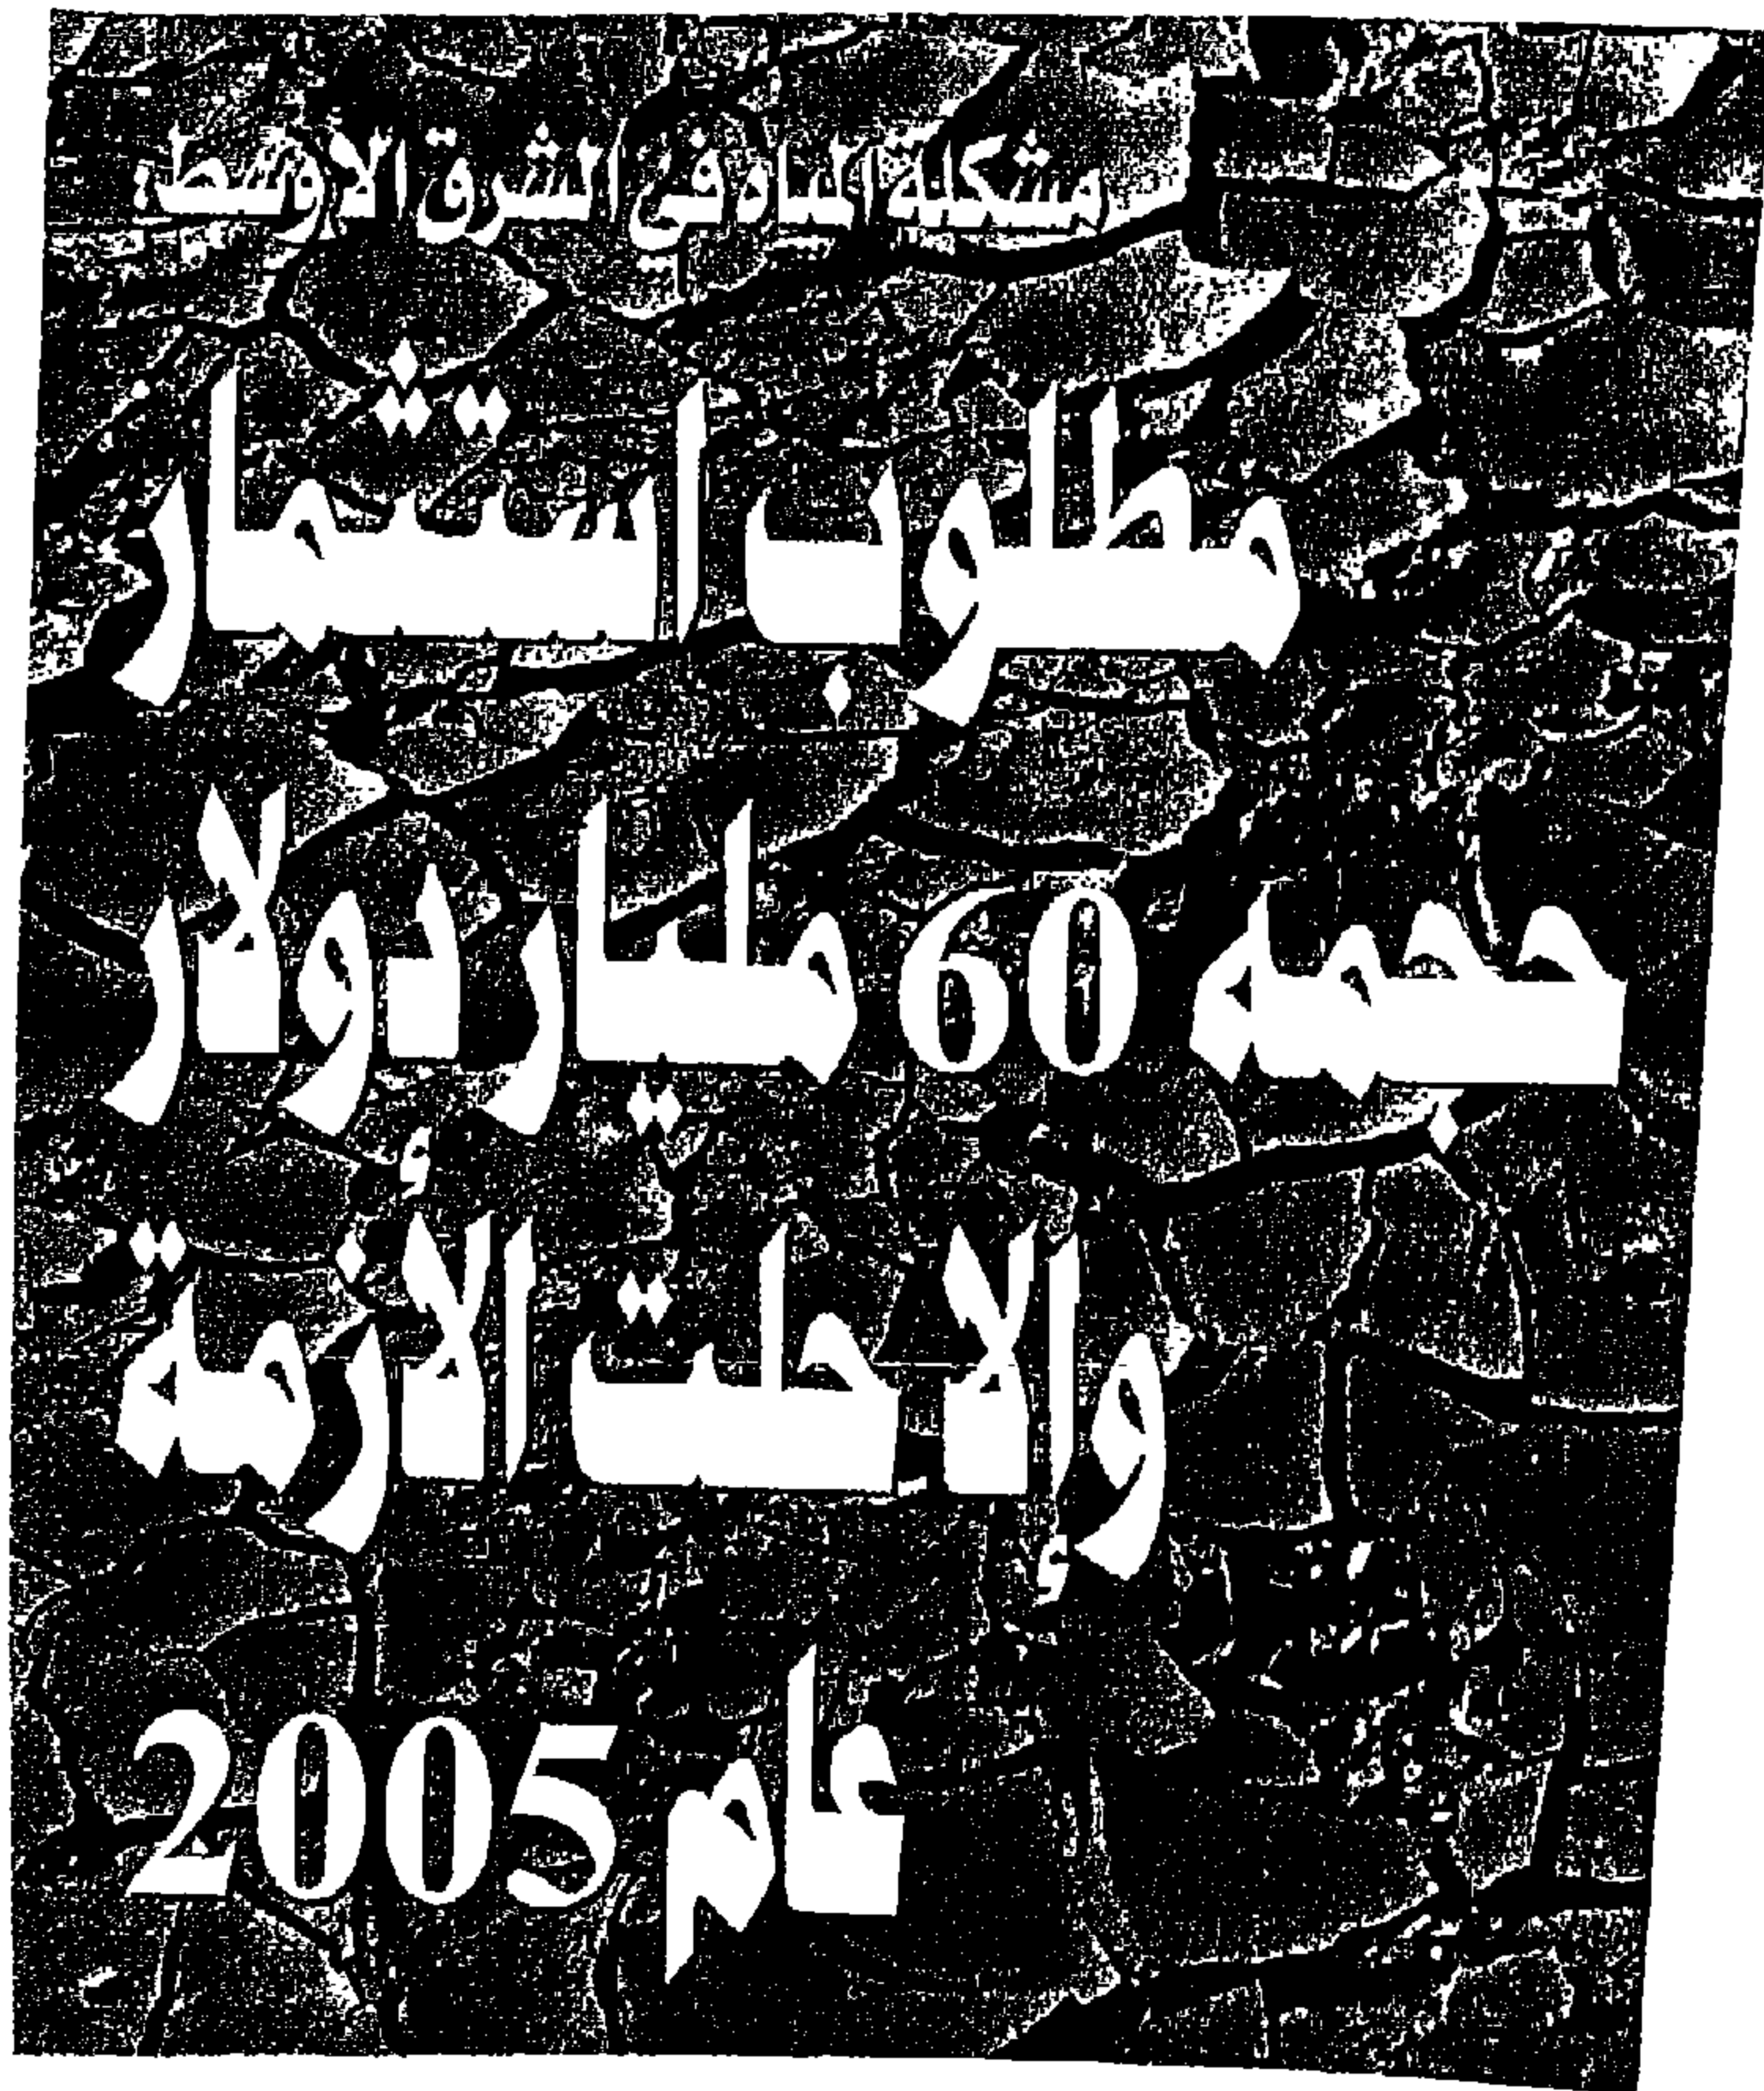 مشكلة المياه في الشرق الأوسط:
مطلوب استثمار
حجمه 60 مليار دولار
وإلا حلت الأزمة
عام 2005